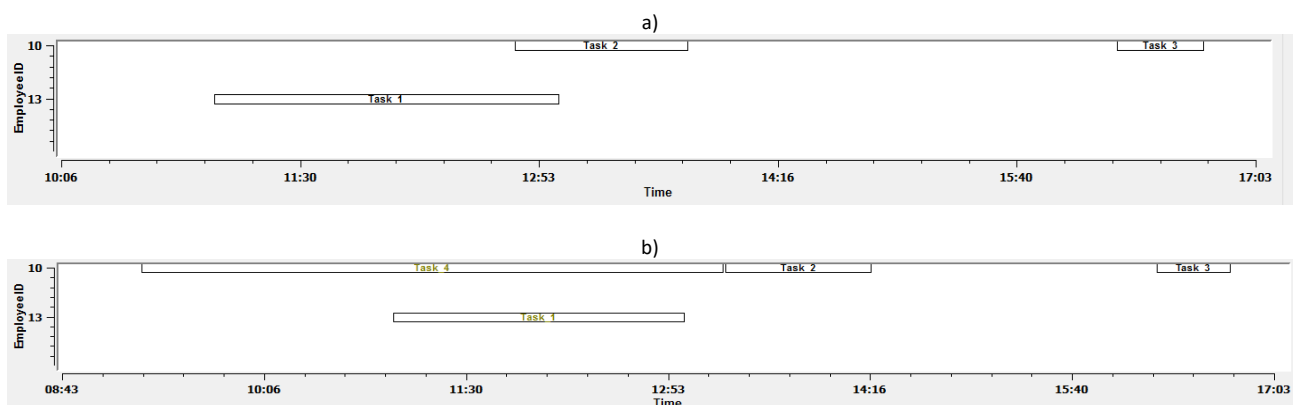 a)
10 Task 2 Task 3
EmployeeID
13 Task 1
10:06 11:30 12:53 14:16 15:40 17:03
Time
b)
10 Task 4 Task 2 Task 3
EmployeeID
13 Task 1
08:43 10:06 11:30 12:53 14:16 15:40 17:03
Time